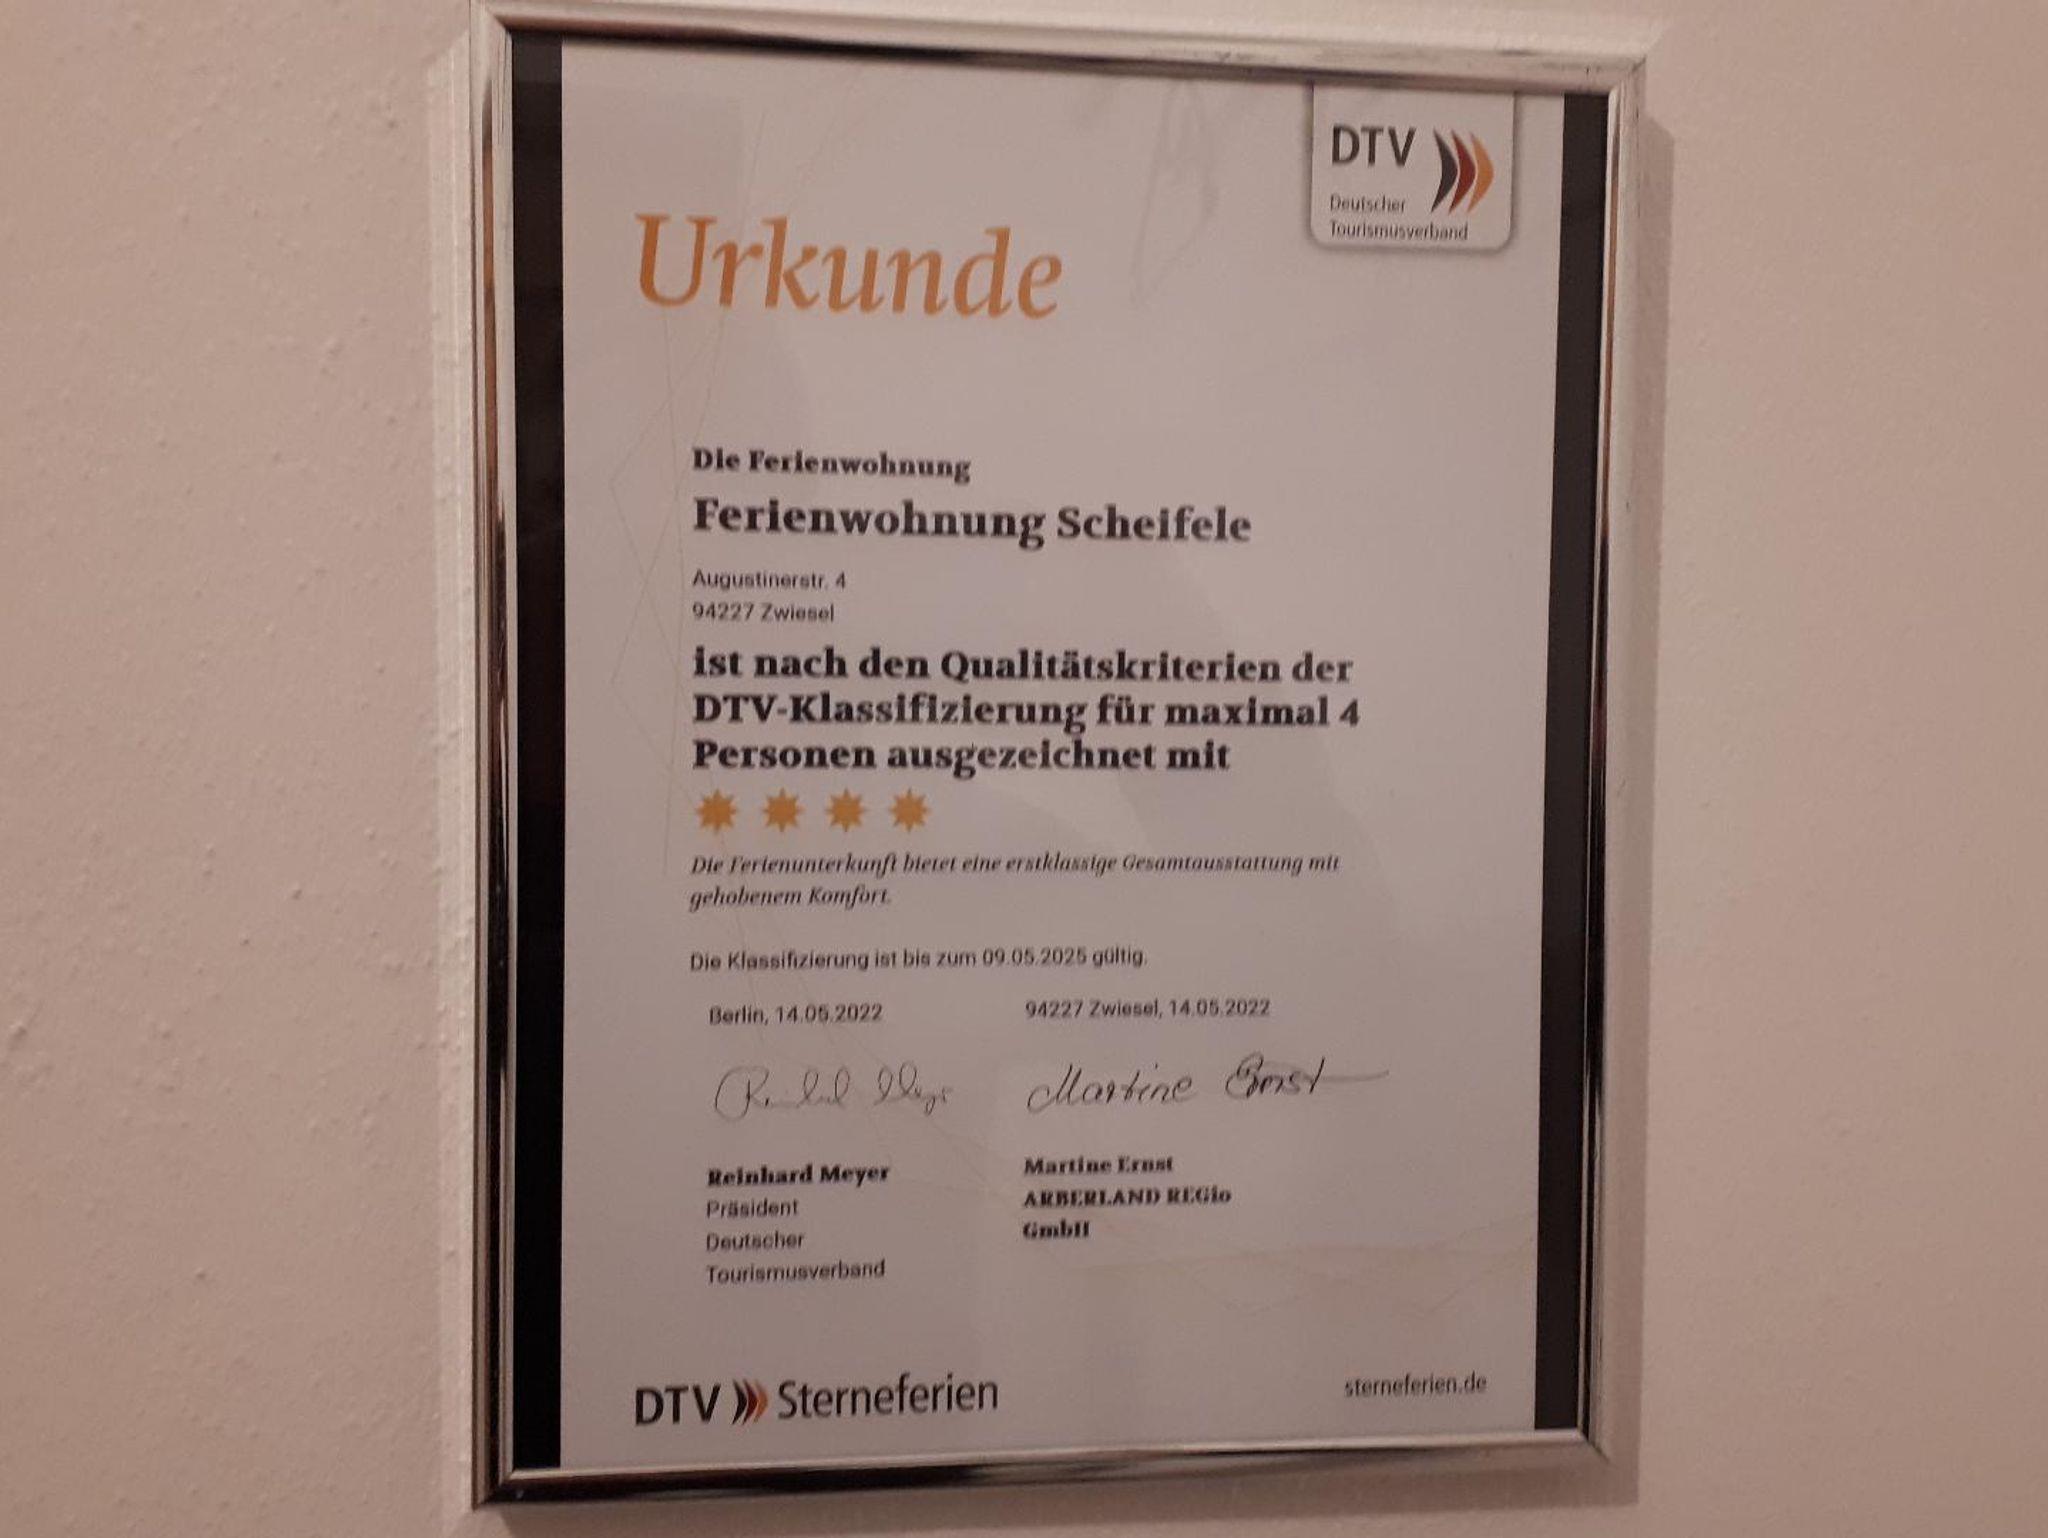 DTV
Deutscher
Tourismusverband
Urkunde
Die Ferienwohnung
Ferienwohnung Scheifele
Augustinerstr. 4
94227 Zwiesel
ist nach den Qualitätskriterien der
DTV-Klassifizierung für maximal 4
Personen ausgezeichnet mit
Die Ferienunterkunft bietet eine erstklassige Gesamtausstattung mit
gehobenem Komfort.
Die Klassifizierung ist bis zum 09.05.2025 gültig.
Berlin, 14.05.2022
94227 Zwiesel, 14.05.2022
Reinhard Meyer
Martine Ernst
Reinhard Meyer
Präsident
Deutscher
Tourismusverband
Martine Ernst
ARBERLAND REGio
GmbH
DTV Sterneferien
sterneferien.de